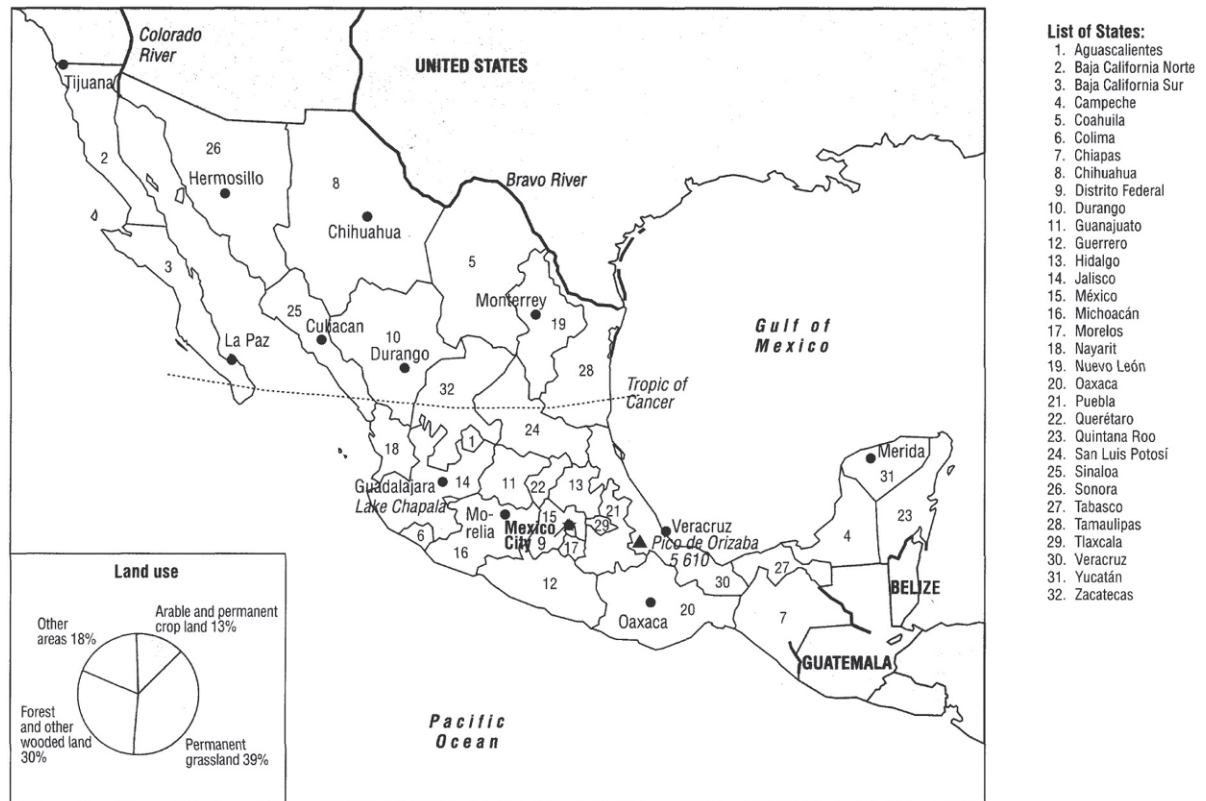 Colorado
River
UNITED STATES
Tijuana
26
2
Hermosillo
8
Chihuahua
Bravo River
3
5
25
Monterrey
19
Cubacan
La Paz
10
Durango
Gulf of
Mexico
28
32
Tropic of
Cancer
24
18
1
Merida
31
Guadalajara
14
11
22
13
Lake Chapala
21
23
Mo-
relia
15
Mexico
City
29
Veracruz
Pico de Orizaba
5 610
4
6
16
9
17
30
27
BELIZE
12
20
Oaxaca
7
GUATEMALA
Pacific
Ocean
Land use
Arable and permanent
crop land 13%
Other
areas 18%
Forest
and other
wooded land
30%
Permanent
grassland 39%
List of States:
1. Aguascalientes
2. Baja California Norte
3. Baja California Sur
4. Campeche
5. Coahuila
6. Colima
7. Chiapas
8. Chihuahua
9. Distrito Federal
10. Durango
11. Guanajuato
12. Guerrero
13. Hidalgo
14. Jalisco
15. México
16. Michoacán
17. Morelos
18. Nayarit
19. Nuevo León
20. Oaxaca
21. Puebla
22. Querétaro
23. Quintana Roo
24. San Luis Potosí
25. Sinaloa
26. Sonora
27. Tabasco
28. Tamaulipas
29. Tlaxcala
30. Veracruz
31. Yucatán
32. Zacatecas